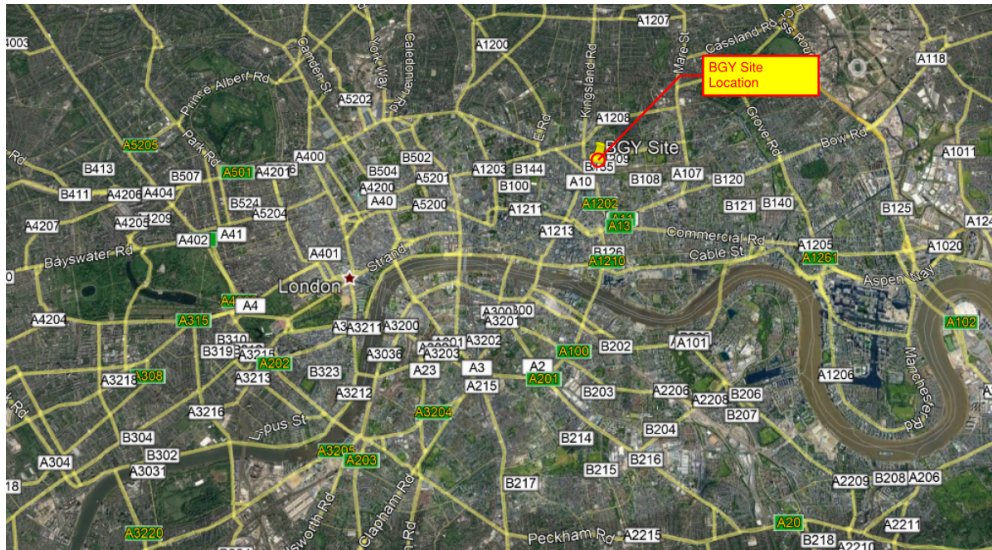 A1207
4003
Camden St
York Way
Caledonian Rd
A1200
Kingsland Rd
Mare St
Cassland Rd
BGY Site
Location
A118
Prince Albert Rd
A5202
A1208
Grove Rd
Bow Rd
A5205
Park Rd
E Rd
BGY Site
A1011
Rd
B413
B507
A501
A400
B504
B502
A1203
B144
B108
A107
B120
B411
A4206
A404
A4200
A5201
B100
A10
A4207
A4205
A4209
B524
A5204
A40
A5200
A1211
A1202
B121
B140
B125
A402
A41
A401
A1213
A13
Commercial Rd
A1205
A1020
Bayswater Rd
Strand
B126
Cable St
A1210
A1261
Aspen Way
London
A4
A4204
A315
A3211
A3200
A3201
A102
B310
B319
A3215
A202
A3036
A3203
A3202
A100
B202
A101
A3218
A308
A3213
B323
A3212
A23
A3
A215
A2
A201
B203
A2206
A2208
B206
B207
A1206
Manchester Rd
A3216
A3204
B304
B302
A304
A3031
A3205
A203
B214
B204
B216
B215
B217
A2209
B208
A206
Clapham Rd
A3220
Peckham Rd
A2215
A20
B218
A2211
A2210